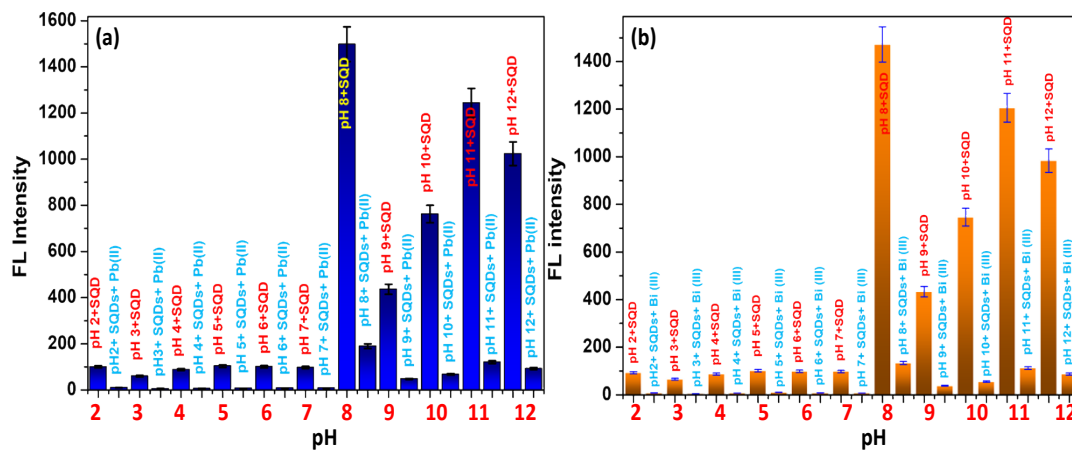 (a)
FL Intensity
1600
1400
1200
1000
800
600
400
200
0
pH 2+SQD
pH2+ SQDs+ Pb(II)
pH 3+SQD
pH3+ SQDs+ Pb(II)
pH 4+SQD
pH 4+ SQDs+ Pb(II)
pH 5+SQD
pH 5+ SQDs+ Pb(II)
pH 6+SQD
pH 6+ SQDs+ Pb(II)
pH 7+SQD
pH 7+ SQDs+ Pb(II)
pH 8+SQD
pH 8+ SQDs+ Pb(II)
pH 9+SQD
pH 9+ SQDs+ Pb(II)
pH 10+SQD
pH 10+ SQDs+ Pb(II)
pH 11+SQD
pH 11+ SQDs+ Pb(II)
pH 12+SQD
pH 12+ SQDs+ Pb(II)
2 3 4 5 6 7 8 9 10 11 12
pH
(b)
FL intensity
1400
1200
1000
800
600
400
200
0
pH 2+SQD
pH2+ SQDs+ Bi (II)
pH 3+SQD
pH 3+ SQDs+ Bi (III)
pH 4+SQD
pH 4+ SQDs+ Bi (III)
pH 5+SQD
pH 5+ SQDs+ Bi (III)
pH 6+SQD
pH 6+ SQDs+ Bi (III)
pH 7+SQD
pH 7+ SQDs+ Bi (III)
pH 8+SQD
pH 8+ SQDs+ Bi (III)
pH 9+SQD
pH 9+ SQDs+ Bi (III)
pH 10+SQD
pH 10+ SQDs+ Bi (III)
pH 11+SQD
pH 11+ SQDs+ Bi (III)
pH 12+SQD
pH 12+ SQDs+ Bi (III)
2 3 4 5 6 7 8 9 10 11 12
pH